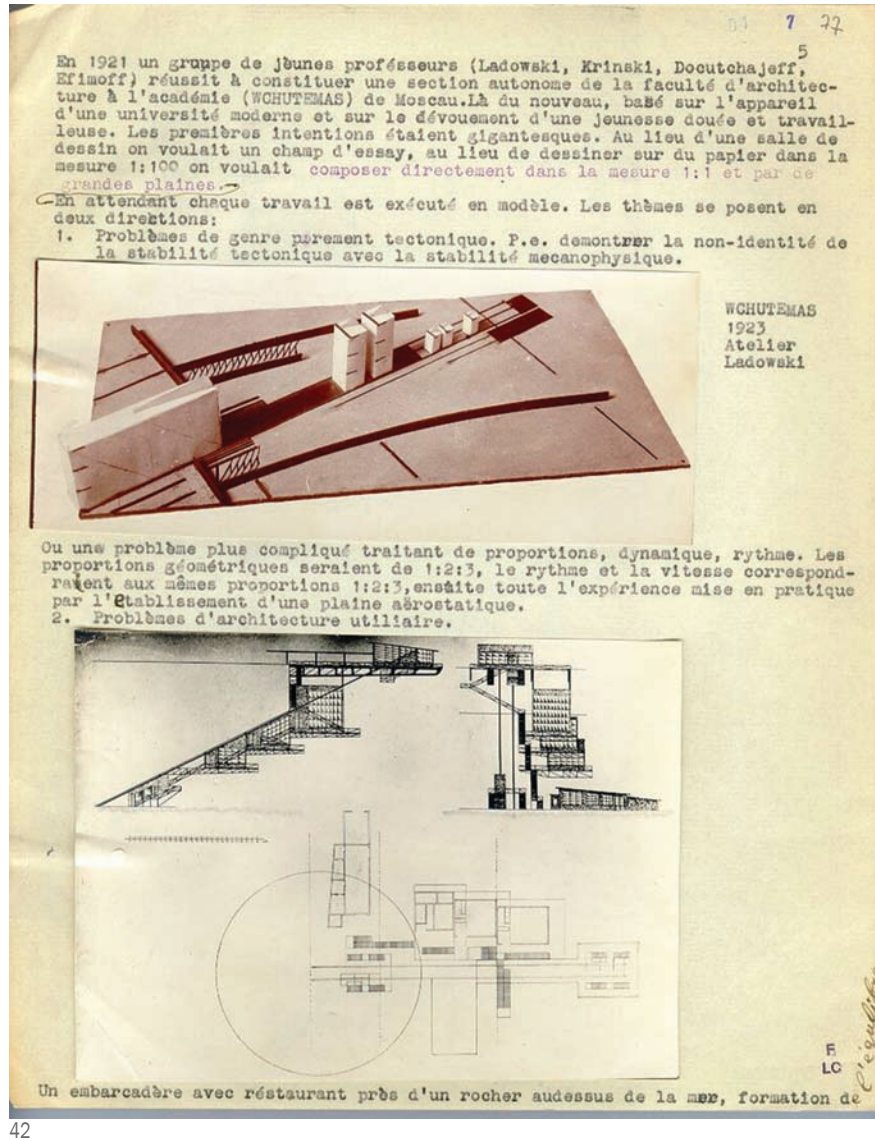 7 77
5
En 1921 un gruppe de jèunes profésseurs (Ladowski, Krinski, Docutchajeff,
Efimoff) réussit à constituer une section autonome de la faculté d'architec-
ture à l'académie (WCHUTEMAS) de Moscau.Là du nouveau, basé sur l'appareil
d'une université moderne et sur le dévouement d'une jeunesse douée et travail-
leuse. Les premières intentions étaient gigantesques. Au lieu d'une salle de
dessin on voulait un champ d'essay, au lieu de dessiner sur du papier dans la
mesure 1:100 on voulait composer directement dans la mesure 1:1 et par de
grandes plaines.
En attendant chaque travail est exécuté en modèle. Les thèmes se posent en
deux directions:
1. Problèmes de genre purement tectonique. P.e. demontrer la non-identité de
la stabilité tectonique avec la stabilité mecanophysique.
WCHUTEMAS
1923
Atelier
Ladowski
Ou une problème plus compliqué traitant de proportions, dynamique, rythme. Les
proportions géométriques seraient de 1:2:3, le rythme et la vitesse correspond-
raient aux mêmes proportions 1:2:3,ensuite toute l'expérience mise en pratique
par l'établissement d'une plaine aërostatique.
2. Problèmes d'architecture utiliaire.
Un embarcadère avec réstaurant près d'un rocher audessus de la mer, formation de
l'équilibre
F
LC
42